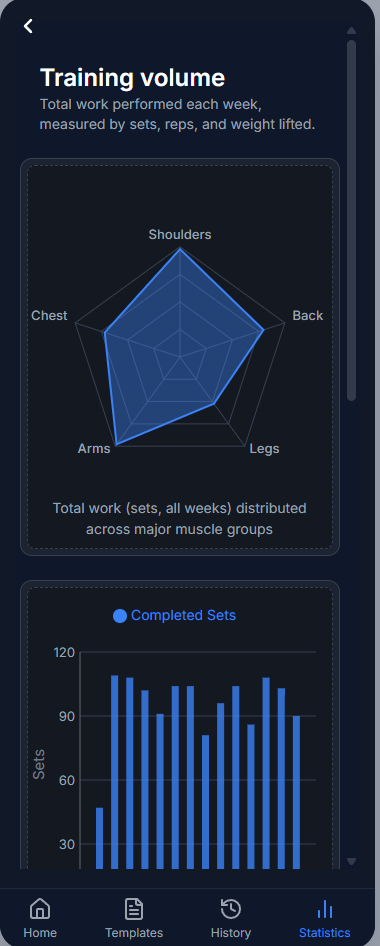 Training volume
Total work performed each week,
measured by sets, reps, and weight lifted.
Shoulders
Chest
Back
Arms
Legs
Total work (sets, all weeks) distributed
across major muscle groups
Completed Sets
120
90
60
30
Sets
Home
Templates
History
Statistics